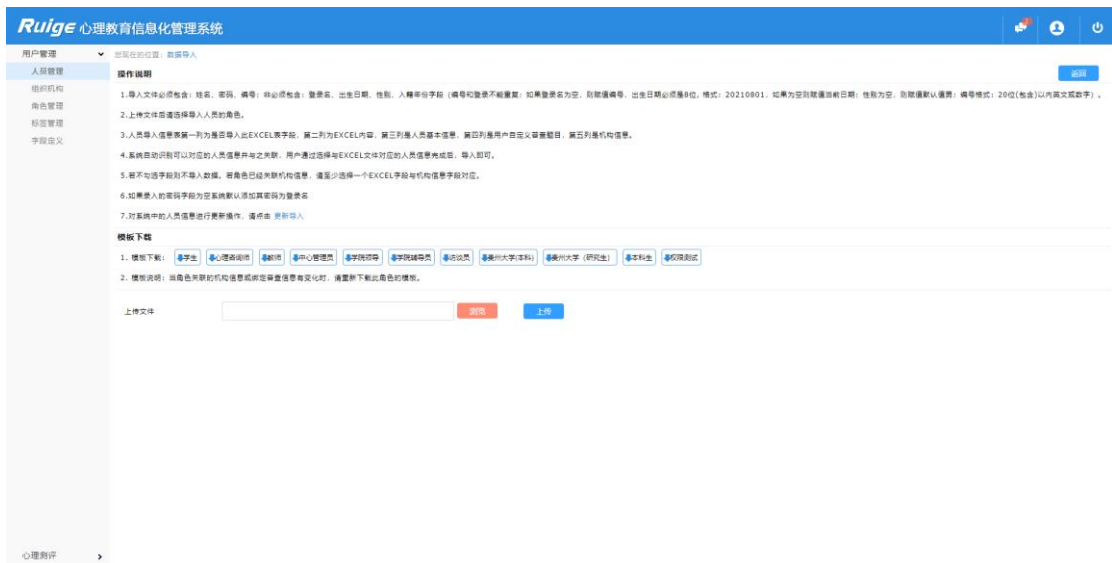 Ruige 心理教育信息化管理系统
用户管理
人员管理
组织机构
角色管理
标签管理
字段定义
心理测评
您现在的位置：数据导入
操作说明
返回
1.导入文件必须包含：姓名、密码、编号；非必须包含：登录名、出生日期、性别、入籍年份字段（编号和登录不能重复；如果登录名为空，则赋值编号，出生日期必须是8位，格式：20210801，如果为空则赋值当前日期；性别为空，则赋值默认值男；编号格式：20位(包含)以内英文或数字）。
2.上传文件后请选择导入人员的角色。
3.人员导入信息表第一列为是否导入此EXCEL表字段，第二列为EXCEL内容，第三列是人员基本信息，第四列是用户自定义普查题目，第五列是机构信息。
4.系统自动识别可以对应的人员信息并与之关联，用户通过选择与EXCEL文件对应的人员信息完成后，导入即可。
5.若不勾选字段则不导入数据。若角色已经关联机构信息，请至少选择一个EXCEL字段与机构信息字段对应。
6.如果录入的密码字段为空系统默认添加其密码为登录名
7.对系统中的人员信息进行更新操作，请点击 更新导入
模板下载
1. 模板下载： 学生 心理咨询师 教师 中心管理员 学院领导 学院辅导员 访谈员 贵州大学(本科) 贵州大学（研究生） 本科生 权限测试
2. 模板说明：当角色关联的机构信息或绑定普查信息有变化时，请重新下载此角色的模板。
上传文件 浏览 上传